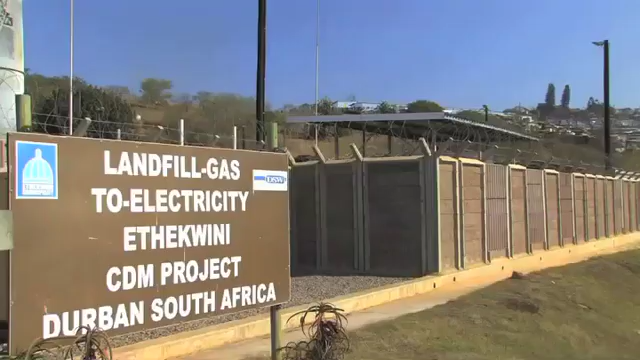 LANDFILL-GAS
TO-ELECTRICITY
ETHEKWINI
CDM PROJECT
DURBAN SOUTH AFRICA